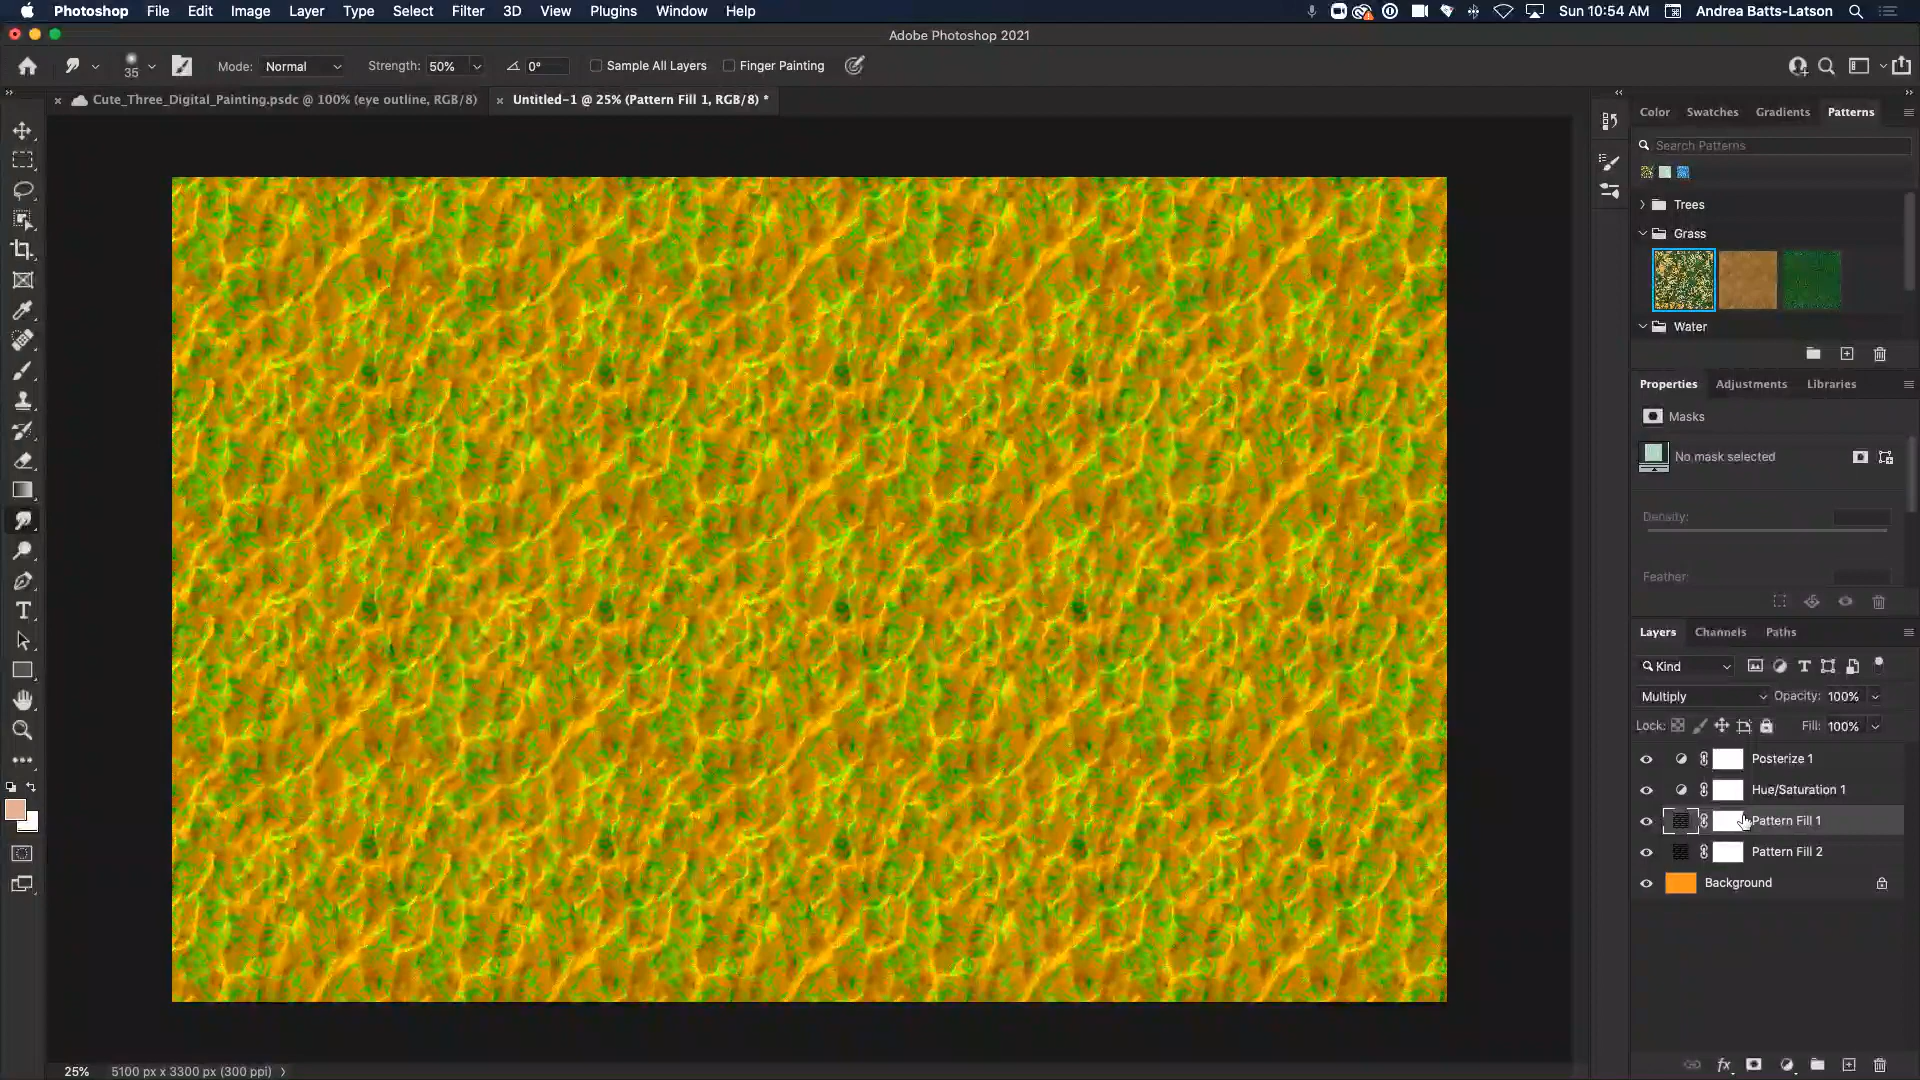 Photoshop File Edit Image Layer Type Select Filter 3D View Plugins Window Help Sun 10:54 AM Andrea Batts-Latson
Adobe Photoshop 2021
35 Mode: Normal Strength: 50% 0° Sample All Layers Finger Painting
Cute_Three_Digital_Painting.psdc @ 100% (eye outline, RGB/8) Untitled-1 @ 25% (Pattern Fill 1, RGB/8) *
Color Swatches Gradients Patterns
Search Patterns
Trees
Grass
Water
Properties Adjustments Libraries
Masks
No mask selected
Density:
Feather:
Layers Channels Paths
Kind
Multiply Opacity: 100%
Lock: Fill: 100%
Posterize 1
Hue/Saturation 1
Pattern Fill 1
Pattern Fill 2
Background
25% 5100 px x 3300 px (300 ppi)